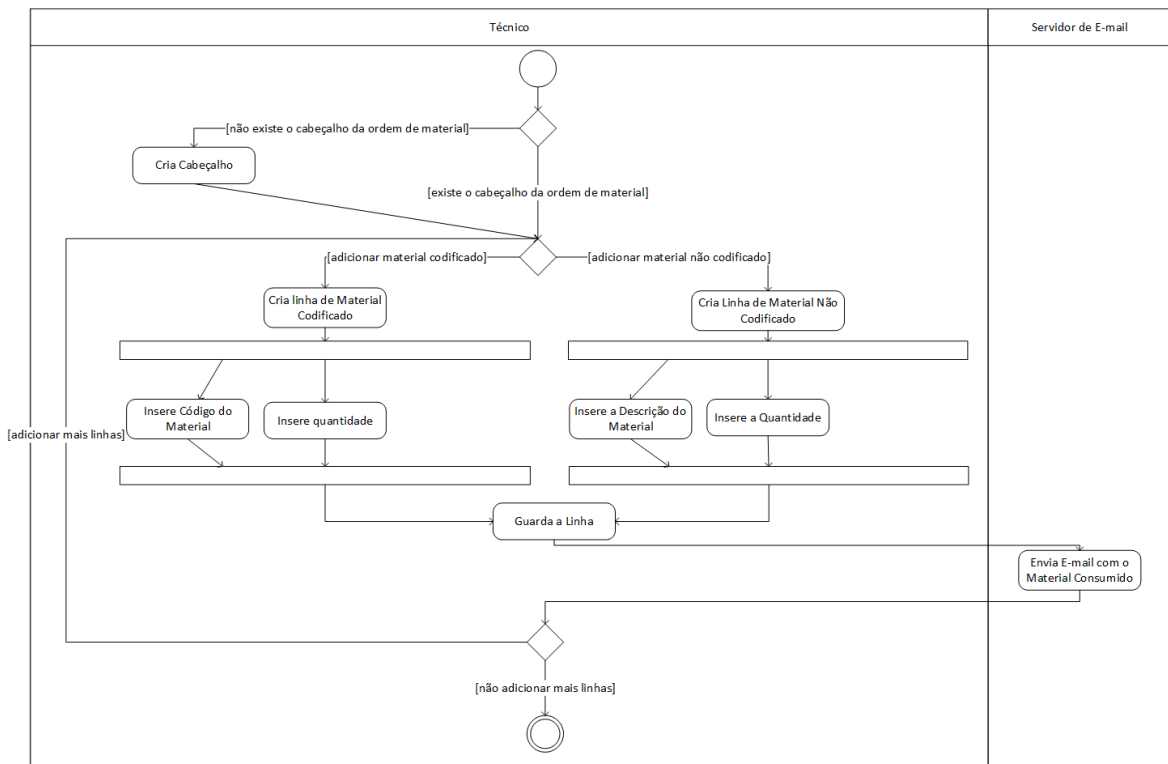 Técnico
Servidor de E-mail
[não existe o cabeçalho da ordem de material]
Cria Cabeçalho
[existe o cabeçalho da ordem de material]
[adicionar material codificado]
[adicionar material não codificado]
Cria linha de Material
Codificado
Cria Linha de Material Não
Codificado
Insere Código do
Material
Insere quantidade
Insere a Descrição do
Material
Insere a Quantidade
[adicionar mais linhas]
Guarda a Linha
Envia E-mail com o
Material Consumido
[não adicionar mais linhas]